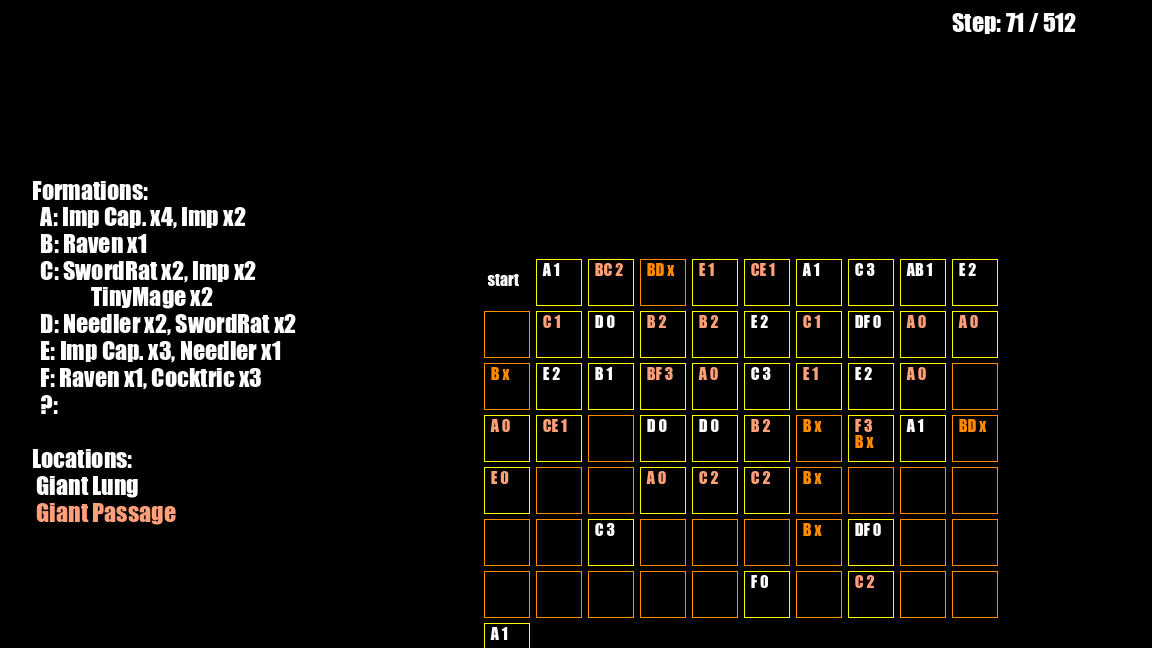 Step: 71 / 512
Formations:
A: Imp Cap. x4, Imp x2
B: Raven x1
C: SwordRat x2, Imp x2
TinyMage x2
D: Needler x2, SwordRat x2
E: Imp Cap. x3, Needler x1
F: Raven x1, Cocktric x3
?:
Locations:
Giant Lung
Giant Passage
start A 1 BC 2 BD x E 1 CE 1 A 1 C 3 AB 1 E 2
C 1 D 0 B 2 B 2 E 2 C 1 DF 0 A 0 A 0
B x E 2 B 1 BF 3 A 0 C 3 E 1 E 2 A 0
A 0 CE 1 D 0 D 0 B 2 B x F 3 A 1 BD x
B x
E 0 A 0 C 2 C 2 B x
C 3 B x DF 0
F 0 C 2
A 1